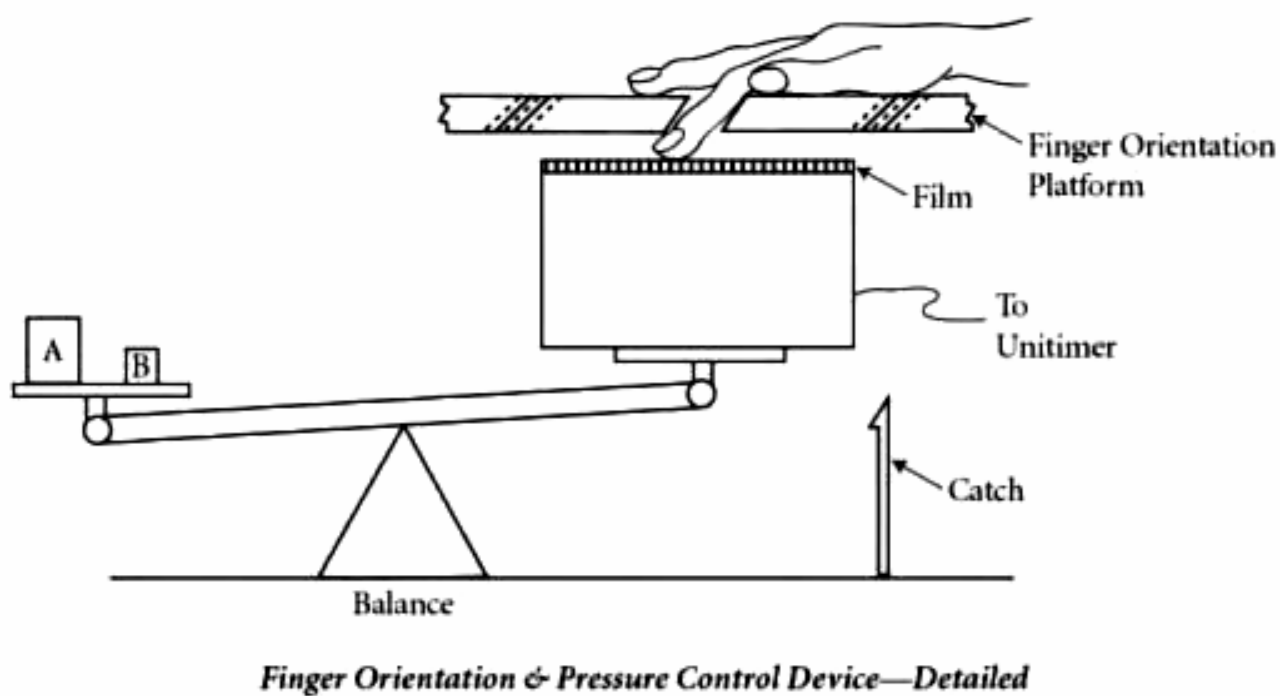 Finger Orientation
Platform
Film
To
Unitimer
A
B
Catch
Balance
Finger Orientation & Pressure Control Device—Detailed